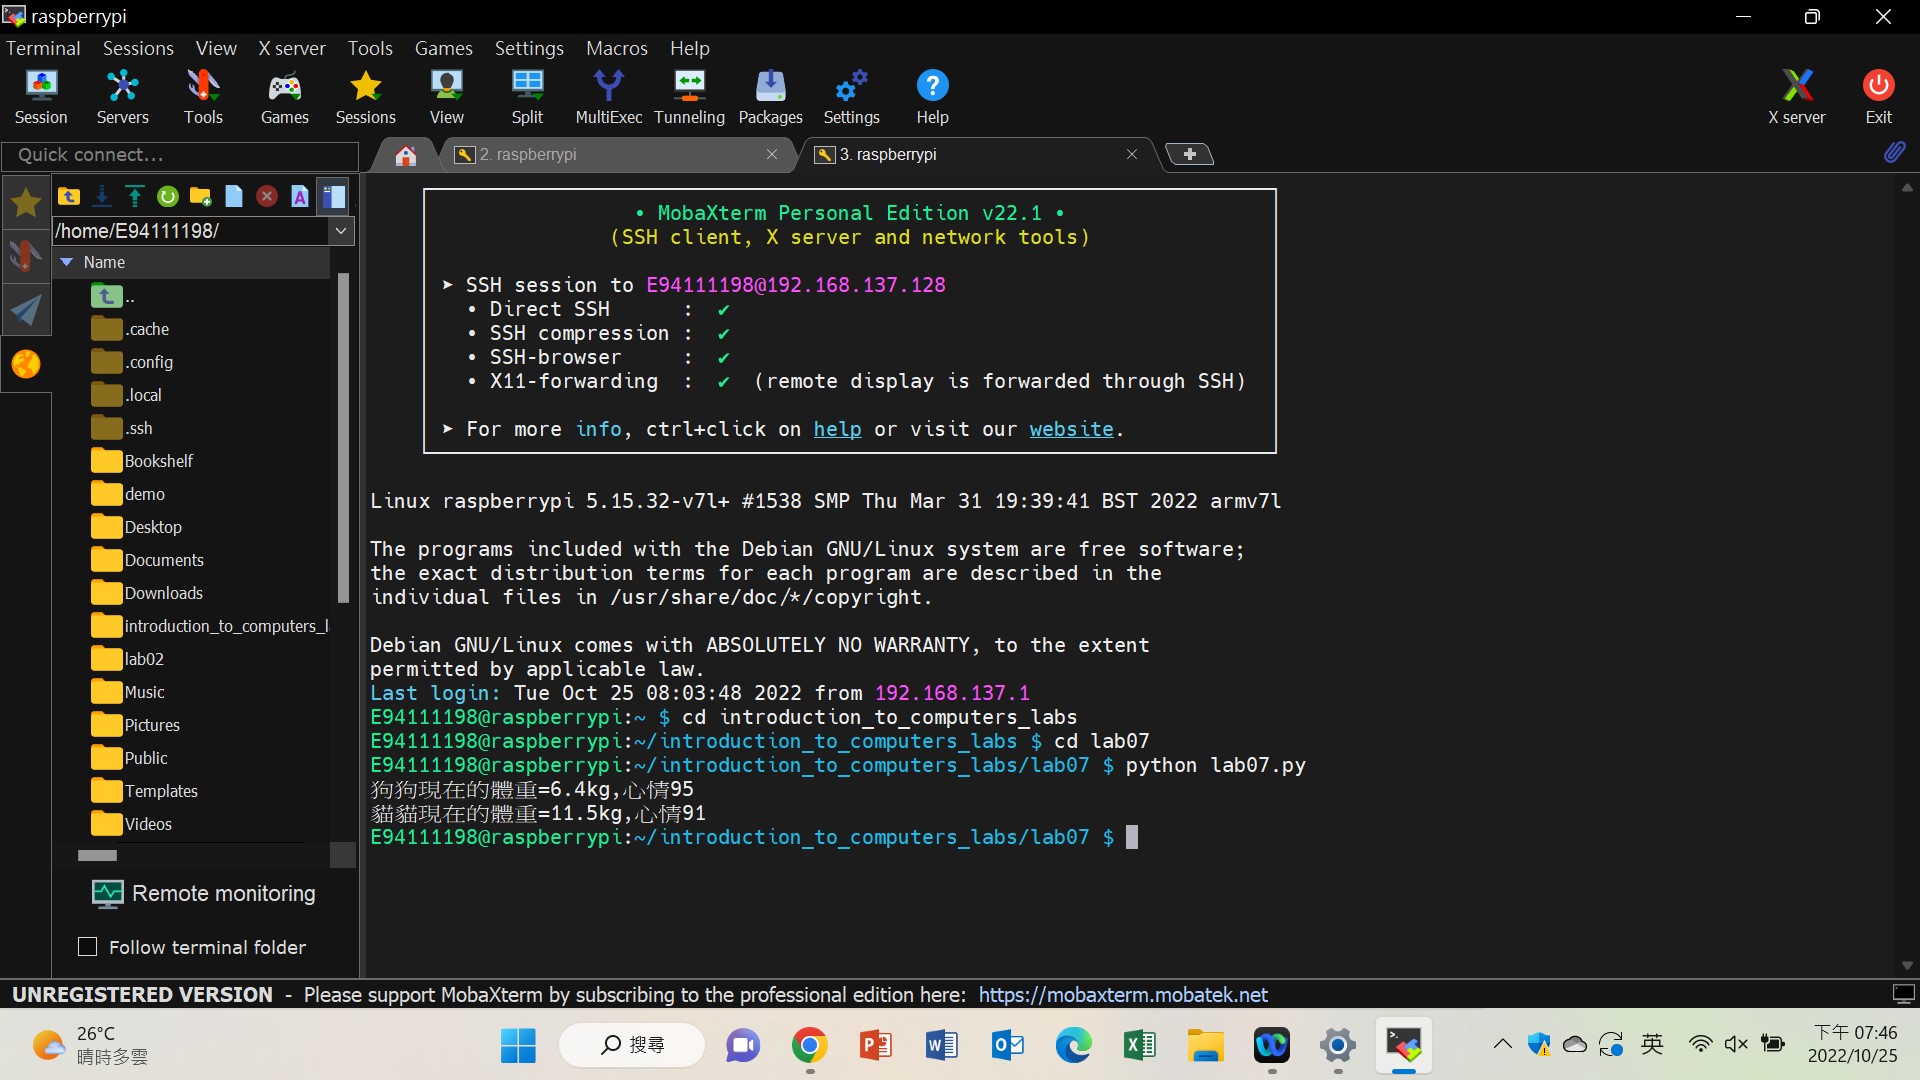 raspberrypi
Terminal Sessions View X server Tools Games Settings Macros Help
Session Servers Tools Games Sessions View Split MultiExec Tunneling Packages Settings Help X server Exit
Quick connect...
2. raspberrypi
3. raspberrypi
/home/E94111198/
Name
..
.cache
.config
.local
.ssh
Bookshelf
demo
Desktop
Documents
Downloads
introduction_to_computers_l
lab02
Music
Pictures
Public
Templates
Videos
Remote monitoring
Follow terminal folder
• MobaXterm Personal Edition v22.1 •
(SSH client, X server and network tools)
➤ SSH session to E94111198@192.168.137.128
• Direct SSH : ✔
• SSH compression : ✔
• SSH-browser : ✔
• X11-forwarding : ✔ (remote display is forwarded through SSH)
➤ For more info, ctrl+click on help or visit our website.
Linux raspberrypi 5.15.32-v7l+ #1538 SMP Thu Mar 31 19:39:41 BST 2022 armv7l
The programs included with the Debian GNU/Linux system are free software;
the exact distribution terms for each program are described in the
individual files in /usr/share/doc/*/copyright.
Debian GNU/Linux comes with ABSOLUTELY NO WARRANTY, to the extent
permitted by applicable law.
Last login: Tue Oct 25 08:03:48 2022 from 192.168.137.1
E94111198@raspberrypi:~ $ cd introduction_to_computers_labs
E94111198@raspberrypi:~/introduction_to_computers_labs $ cd lab07
E94111198@raspberrypi:~/introduction_to_computers_labs/lab07 $ python lab07.py
狗狗現在的體重=6.4kg,心情95
貓貓現在的體重=11.5kg,心情91
E94111198@raspberrypi:~/introduction_to_computers_labs/lab07 $
UNREGISTERED VERSION - Please support MobaXterm by subscribing to the professional edition here: https://mobaxterm.mobatek.net
26°C
晴時多雲
搜尋
英
下午 07:46
2022/10/25